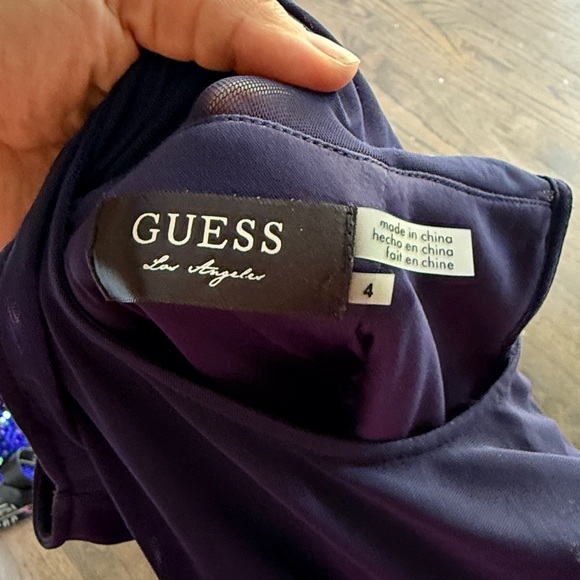 GUESS
Los Angeles
made in china
hecho en china
fait en chine
4